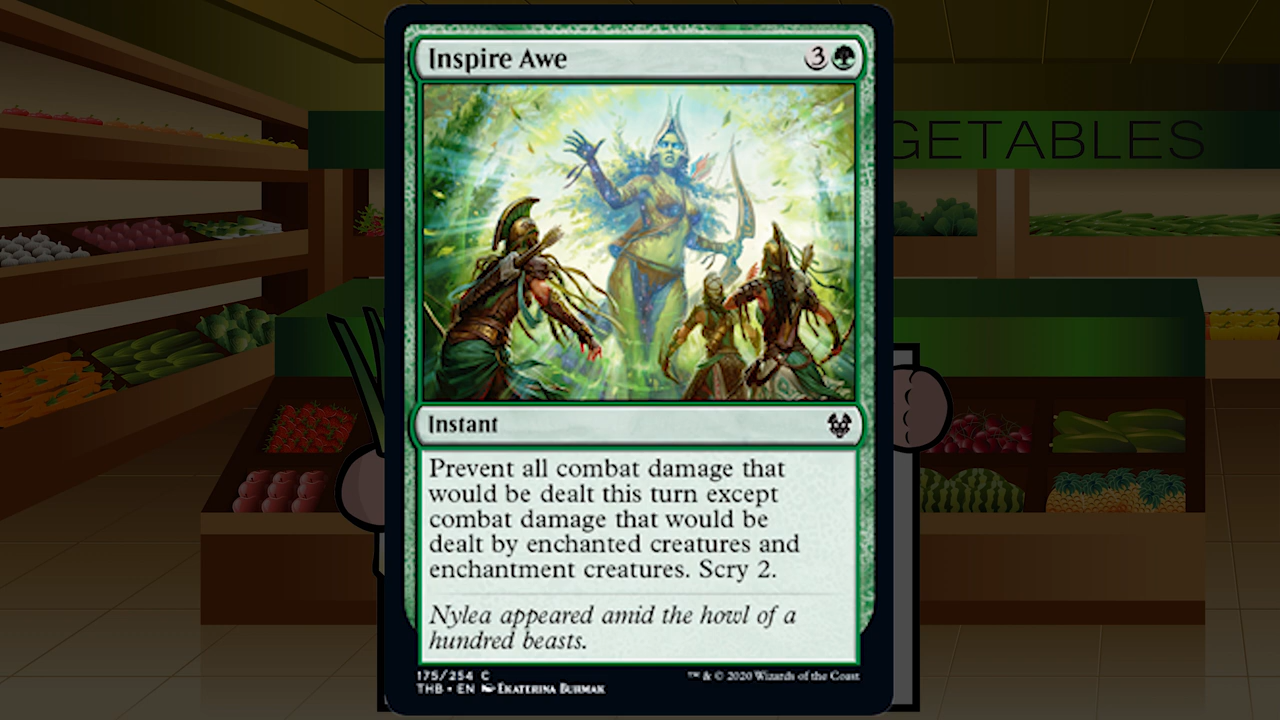 Inspire Awe 3
GETABLES
Instant
Prevent all combat damage that
would be dealt this turn except
combat damage that would be
dealt by enchanted creatures and
enchantment creatures. Scry 2.
Nylea appeared amid the howl of a
hundred beasts.
175/254 C
™ & © 2020 Wizards of the Coast
THB • EN Ekaterina Burmak